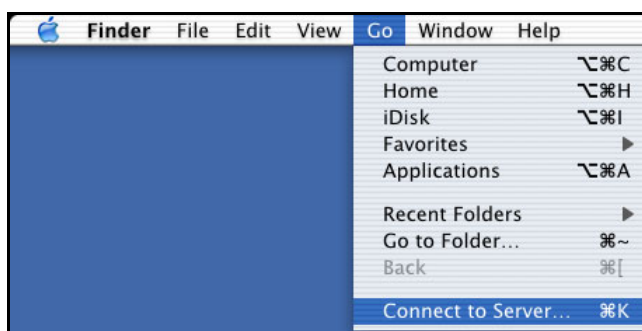 Finder File Edit View Go Window Help
Computer ⌥⌘C
Home ⌥⌘H
iDisk ⌥⌘I
Favorites ▶
Applications ⌥⌘A
Recent Folders ▶
Go to Folder... ⌘~
Back ⌘[
Connect to Server... ⌘K